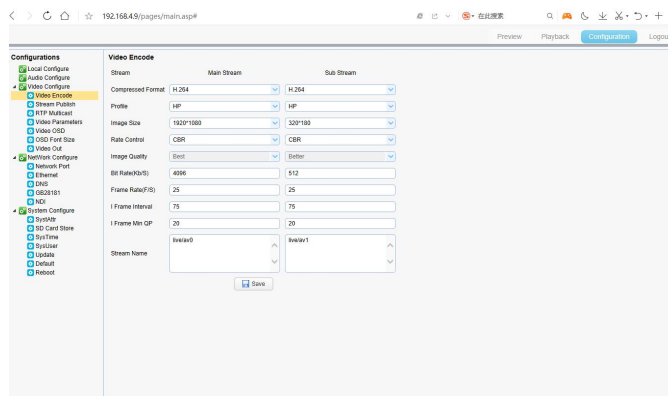 192.168.4.9/pages/main.asp#
在此搜索
Preview Playback Configuration Logou
Configurations
Local Configure
Audio Configure
Video Configure
Video Encode
Stream Publish
RTP Multicast
Video Parameters
Video OSD
OSD Font Size
Video Out
NetWork Configure
Network Port
Ethernet
DNS
GB28181
NDI
System Configure
SystAttr
SD Card Store
SysTime
SysUser
Update
Default
Reboot
Video Encode
Stream Main Stream Sub Stream
Compressed Format H.264 H.264
Profile HP HP
Image Size 1920*1080 320*180
Rate Control CBR CBR
Image Quality Best Better
Bit Rate(Kb/S) 4096 512
Frame Rate(F/S) 25 25
I Frame Interval 75 75
I Frame Min QP 20 20
Stream Name live/av0 live/av1
Save